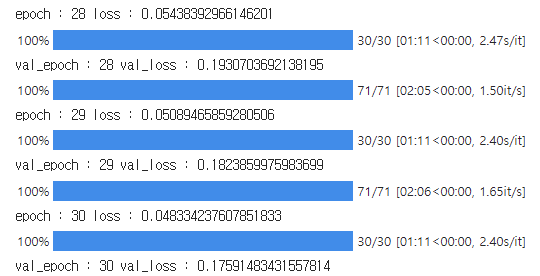 epoch : 28 loss : 0.05438392966146201
100% 30/30 [01:11<00:00, 2.47s/it]
val_epoch : 28 val_loss : 0.1930703692138195
100% 71/71 [02:05<00:00, 1.50it/s]
epoch : 29 loss : 0.05089465859280506
100% 30/30 [01:11<00:00, 2.40s/it]
val_epoch : 29 val_loss : 0.1823859975983699
100% 71/71 [02:06<00:00, 1.65it/s]
epoch : 30 loss : 0.048334237607851833
100% 30/30 [01:11<00:00, 2.40s/it]
val_epoch : 30 val_loss : 0.17591483431557814